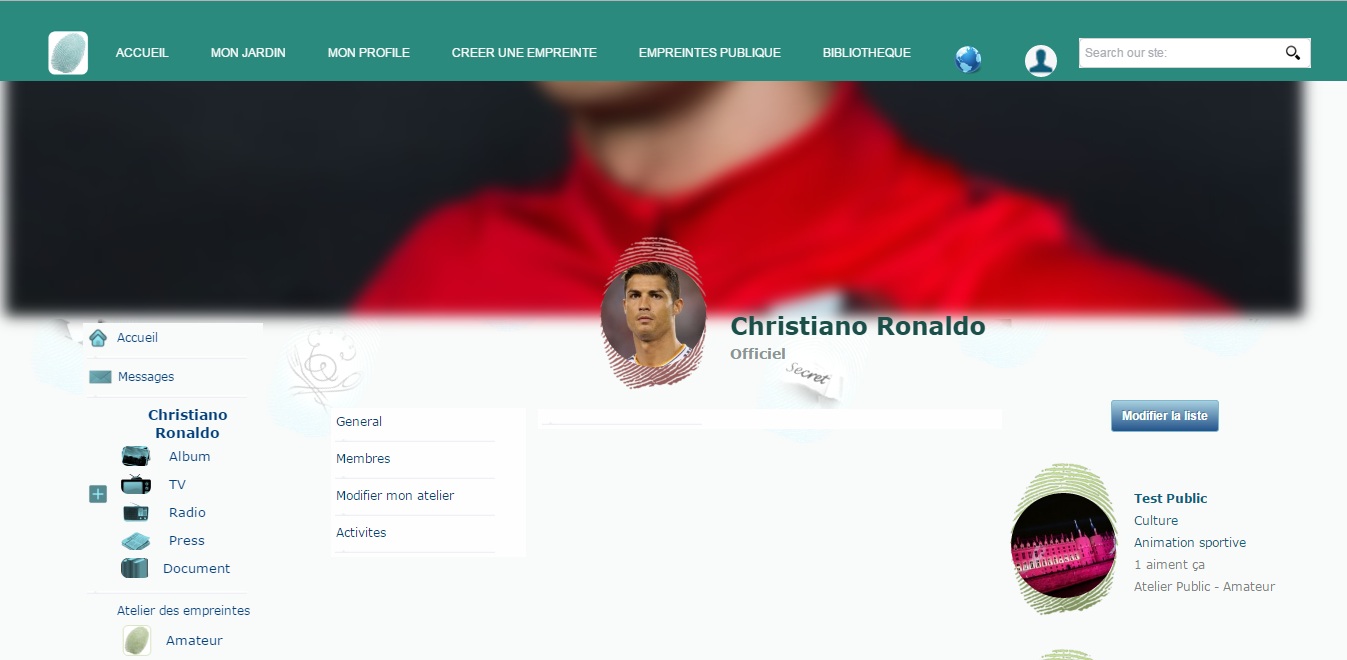 ACCUEIL
MON JARDIN
MON PROFILE
CREER UNE EMPREINTE
EMPREINTES PUBLIQUE
BIBLIOTHEQUE
Search our ste:
Christiano Ronaldo
Officiel
Secret
Accueil
Messages
Christiano
Ronaldo
Album
TV
Radio
Press
Document
Atelier des empreintes
Amateur
General
Membres
Modifier mon atelier
Activites
Modifier la liste
Test Public
Culture
Animation sportive
1 aiment ça
Atelier Public - Amateur